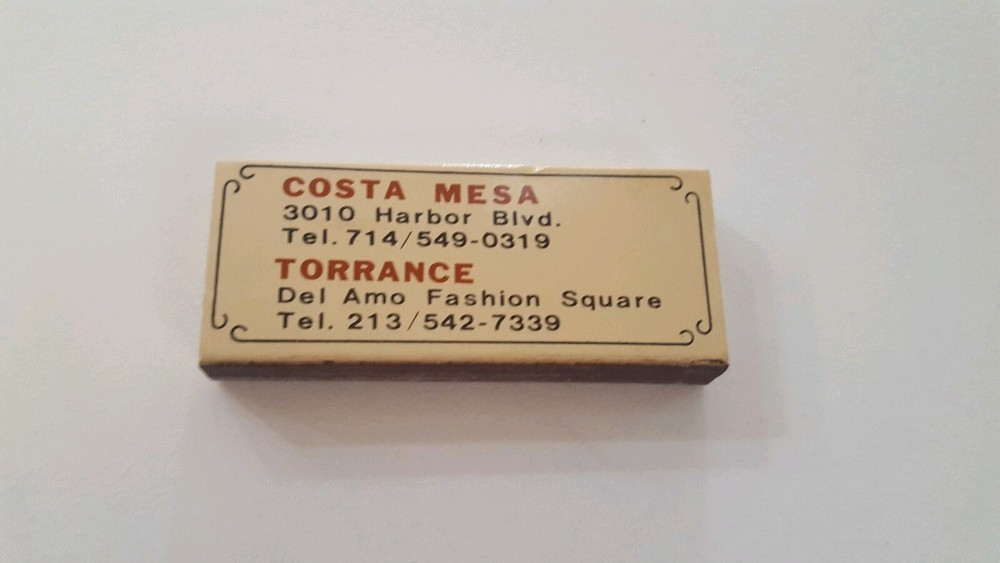 COSTA MESA
3010 Harbor Blvd.
Tel. 714/549-0319
TORRANCE
Del Amo Fashion Square
Tel. 213/542-7339